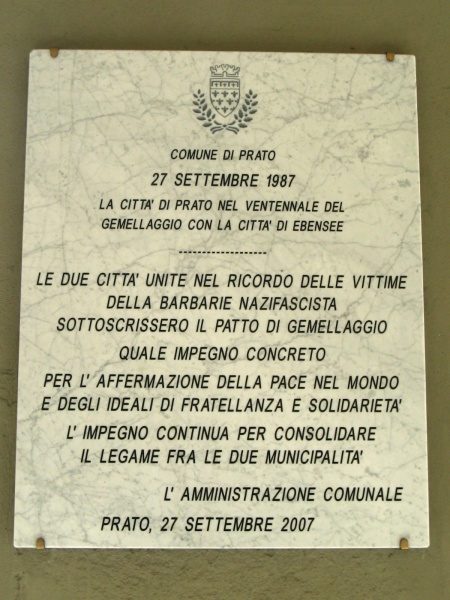 COMUNE DI PRATO
27 SETTEMBRE 1987
LA CITTA' DI PRATO NEL VENTENNALE DEL
GEMELLAGGIO CON LA CITTA' DI EBENSEE
-------------------
LE DUE CITTA' UNITE NEL RICORDO DELLE VITTIME
DELLA BARBARIE NAZIFASCISTA
SOTTOSCRISSERO IL PATTO DI GEMELLAGGIO
QUALE IMPEGNO CONCRETO
PER L' AFFERMAZIONE DELLA PACE NEL MONDO
E DEGLI IDEALI DI FRATELLANZA E SOLIDARIETA'
L' IMPEGNO CONTINUA PER CONSOLIDARE
IL LEGAME FRA LE DUE MUNICIPALITA'
L' AMMINISTRAZIONE COMUNALE
PRATO, 27 SETTEMBRE 2007